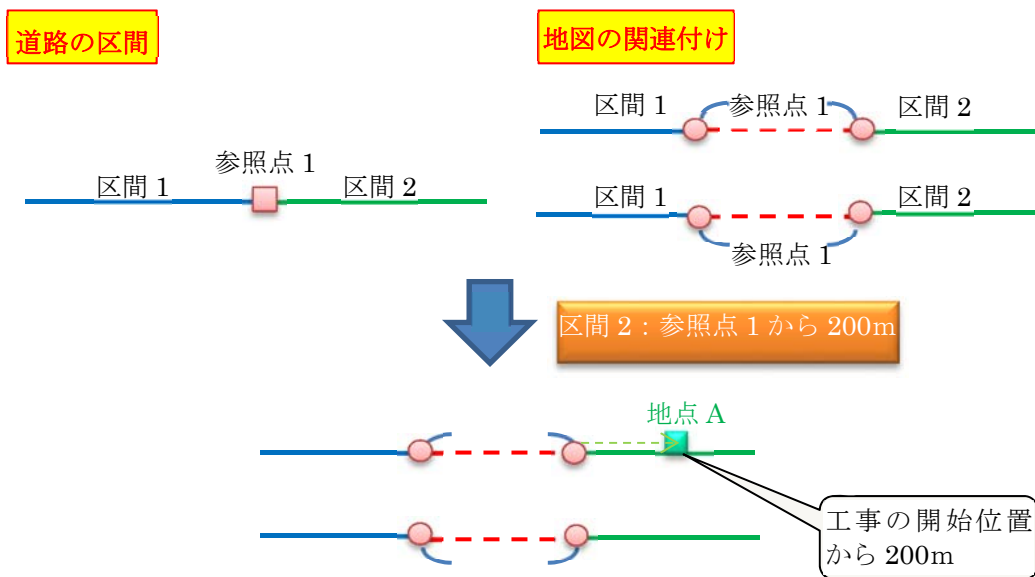 道路の区間
地図の関連付け
区間 1
参照点 1
区間 2
参照点 1
区間 1
区間 2
区間 1
区間 2
参照点 1
区間 2：参照点 1 から 200m
地点 A
工事の開始位置
から 200m